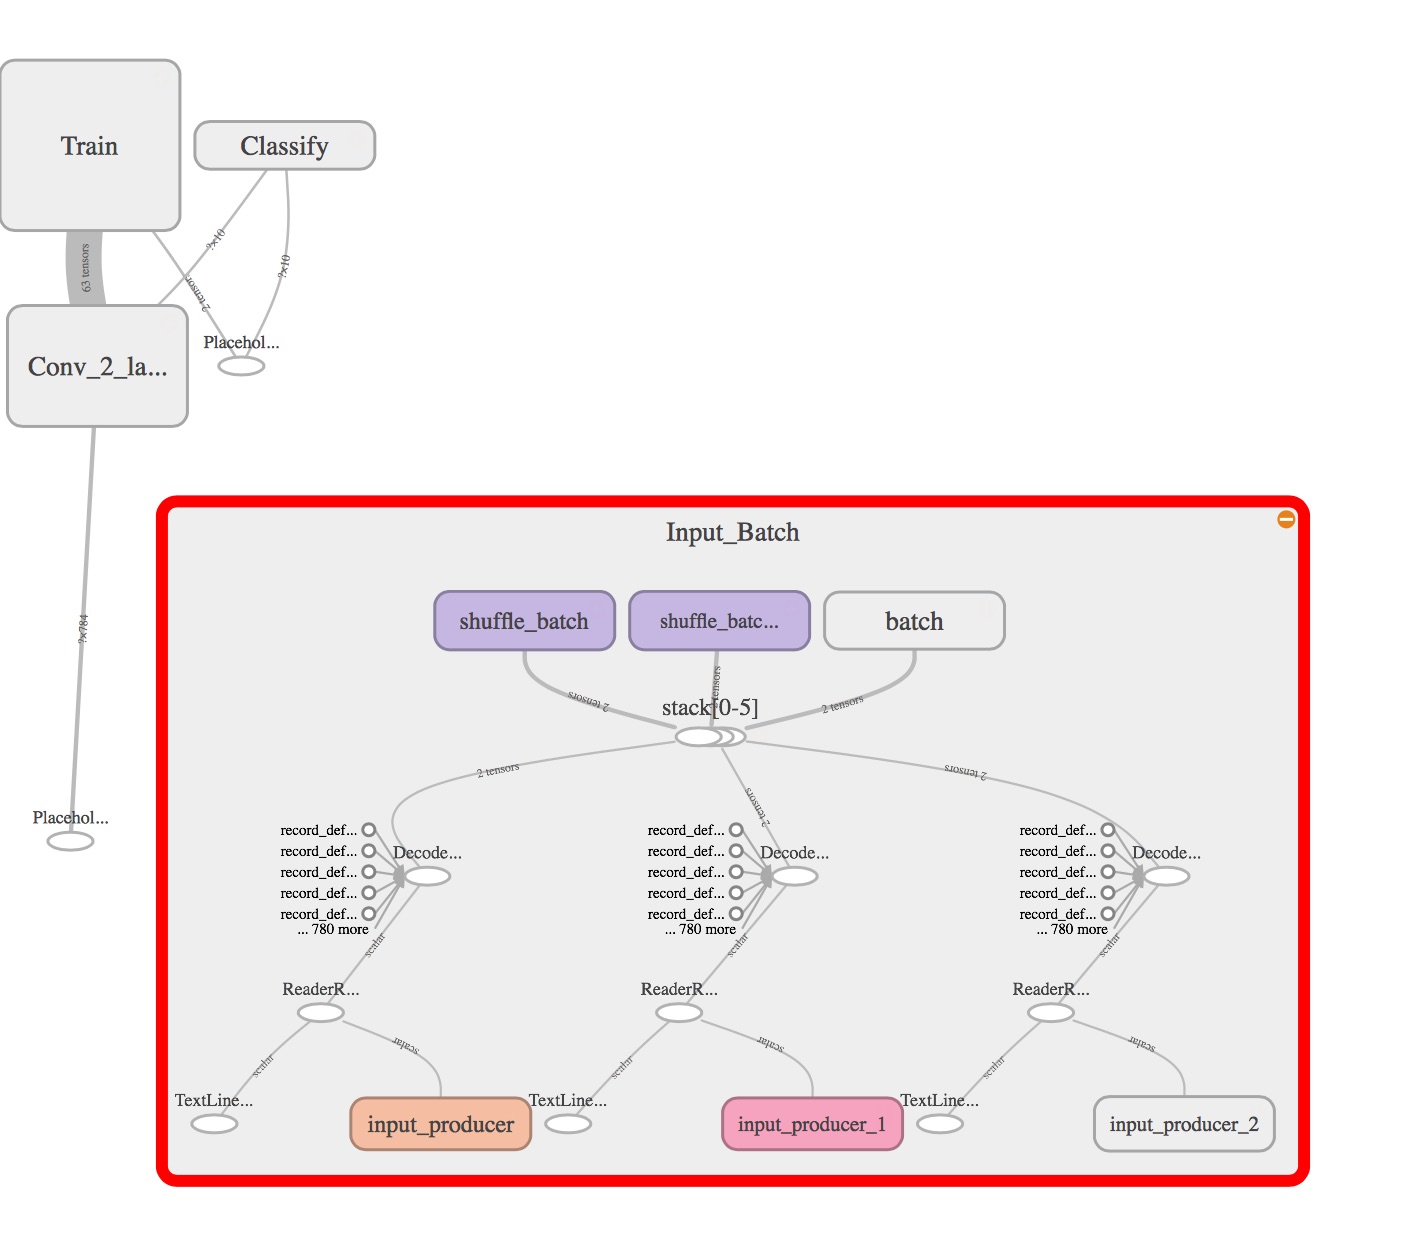 Train
Classify
63 tensors
?×10
?×10
2 tensor
Placehol...
Conv_2_la...
?×784
Placehol...
Input_Batch
shuffle_batch
shuffle_batc...
batch
2 tensors
2 tensors
2 tensors
stack[0-5]
2 tensors
2 tensors
2 tensors
record_def...
record_def...
record_def...
record_def...
record_def...
... 780 more
Decode...
record_def...
record_def...
record_def...
record_def...
record_def...
... 780 more
Decode...
record_def...
record_def...
record_def...
record_def...
record_def...
... 780 more
Decode...
scalar
scalar
scalar
ReaderR...
ReaderR...
ReaderR...
scalar
scalar
scalar
scalar
scalar
scalar
TextLine...
input_producer
TextLine...
input_producer_1
TextLine...
input_producer_2